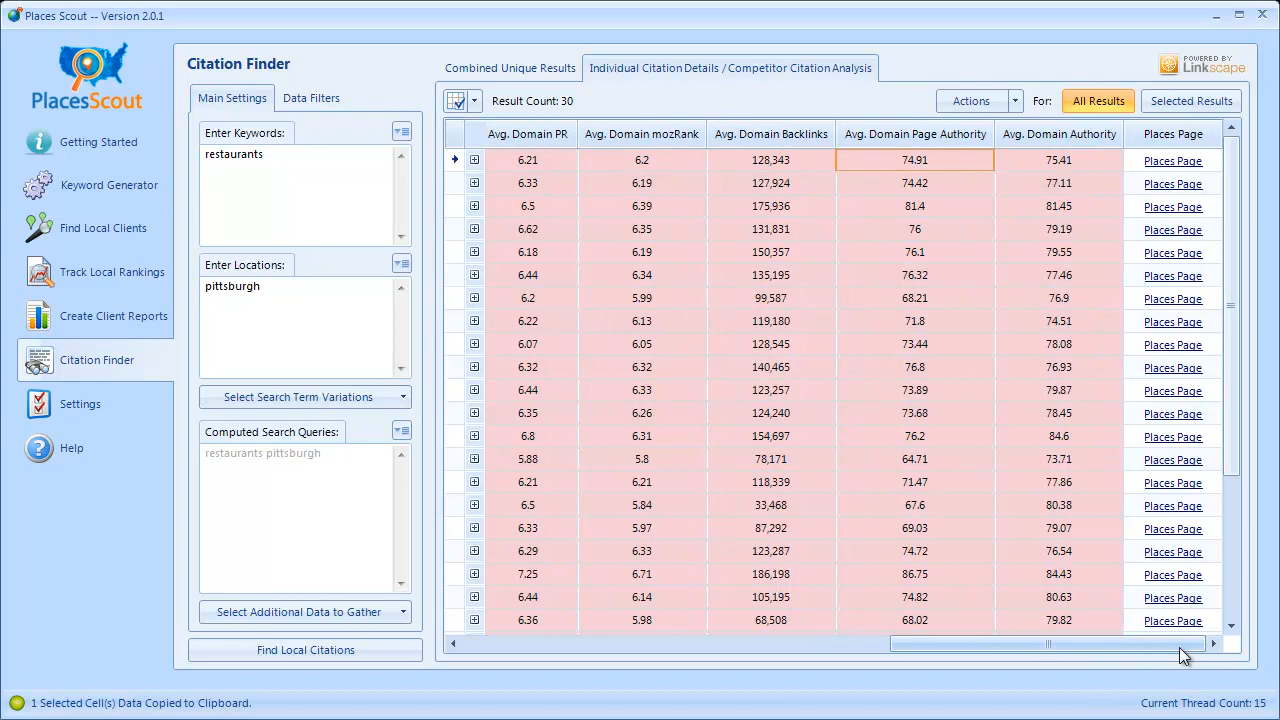 Places Scout -- Version 2.0.1
PlacesScout
Getting Started
Keyword Generator
Find Local Clients
Track Local Rankings
Create Client Reports
Citation Finder
Settings
Help
Citation Finder
Main Settings Data Filters
Enter Keywords:
restaurants
Enter Locations:
pittsburgh
Select Search Term Variations
Computed Search Queries:
restaurants pittsburgh
Select Additional Data to Gather
Find Local Citations
Combined Unique Results Individual Citation Details / Competitor Citation Analysis
POWERED BY
Linkscape
Result Count: 30 Actions For: All Results Selected Results
Avg. Domain PR Avg. Domain mozRank Avg. Domain Backlinks Avg. Domain Page Authority Avg. Domain Authority Places Page
6.21 6.2 128,343 74.91 75.41 Places Page
6.33 6.19 127,924 74.42 77.11 Places Page
6.5 6.39 175,936 81.4 81.45 Places Page
6.62 6.35 131,831 76 79.19 Places Page
6.18 6.19 150,357 76.1 79.55 Places Page
6.44 6.34 135,195 76.32 77.46 Places Page
6.2 5.99 99,587 68.21 76.9 Places Page
6.22 6.13 119,180 71.8 74.51 Places Page
6.07 6.05 128,545 73.44 78.08 Places Page
6.32 6.32 140,465 76.8 76.93 Places Page
6.44 6.33 123,257 73.89 79.87 Places Page
6.35 6.26 124,240 73.68 78.45 Places Page
6.8 6.31 154,697 76.2 84.6 Places Page
5.88 5.8 78,171 64.71 73.71 Places Page
6.21 6.21 118,339 71.47 77.86 Places Page
6.5 5.84 33,468 67.6 80.38 Places Page
6.33 5.97 87,292 69.03 79.07 Places Page
6.29 6.33 123,287 74.72 76.54 Places Page
7.25 6.71 186,198 86.75 84.43 Places Page
6.44 6.14 105,195 74.82 80.63 Places Page
6.36 5.98 68,508 68.02 79.82 Places Page
1 Selected Cell(s) Data Copied to Clipboard. Current Thread Count: 15